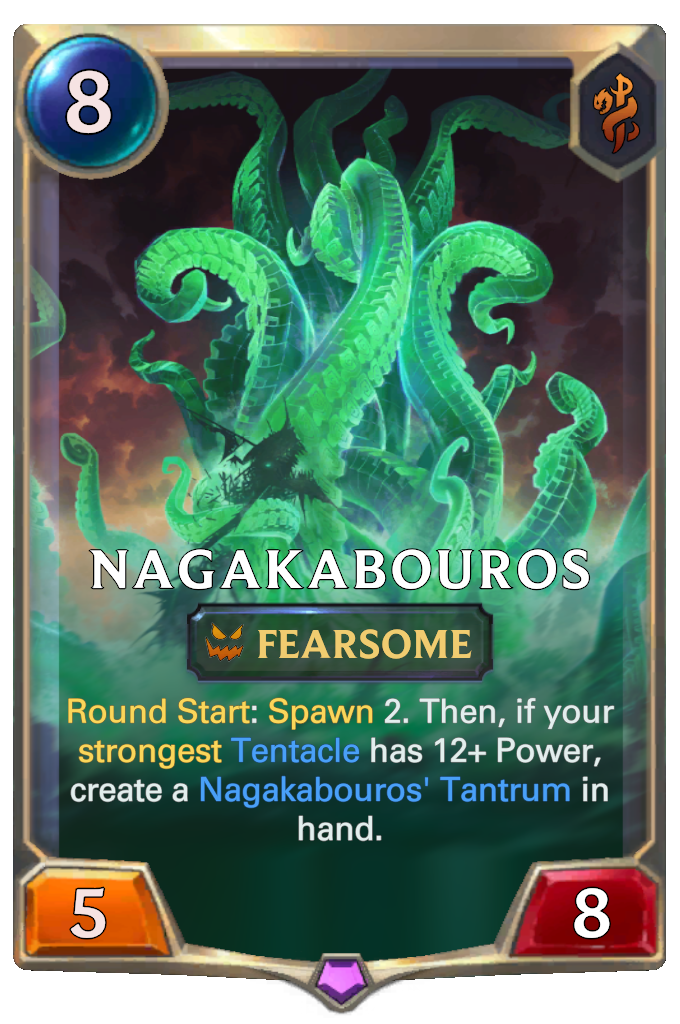 8
NAGAKABOUROS
FEARSOME
Round Start: Spawn 2. Then, if your
strongest Tentacle has 12+ Power,
create a Nagakabouros' Tantrum in
hand.
5
8